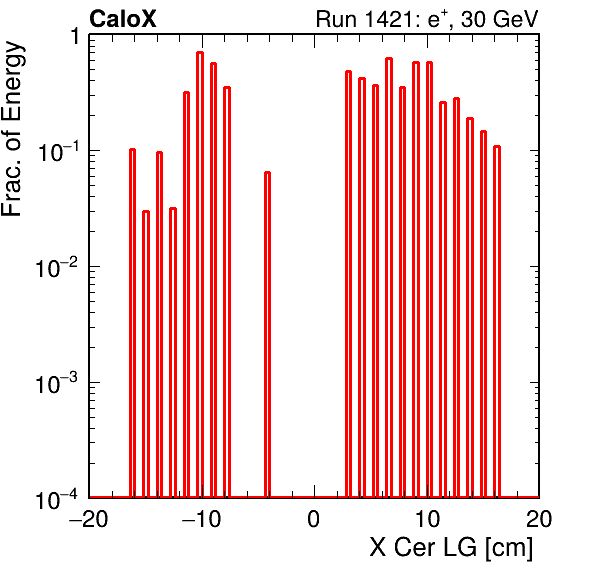 CaloX Run 1421: e⁺, 30 GeV
Frac. of Energy
1
10⁻¹
10⁻²
10⁻³
10⁻⁴
−20 −10 0 10 20
X Cer LG [cm]